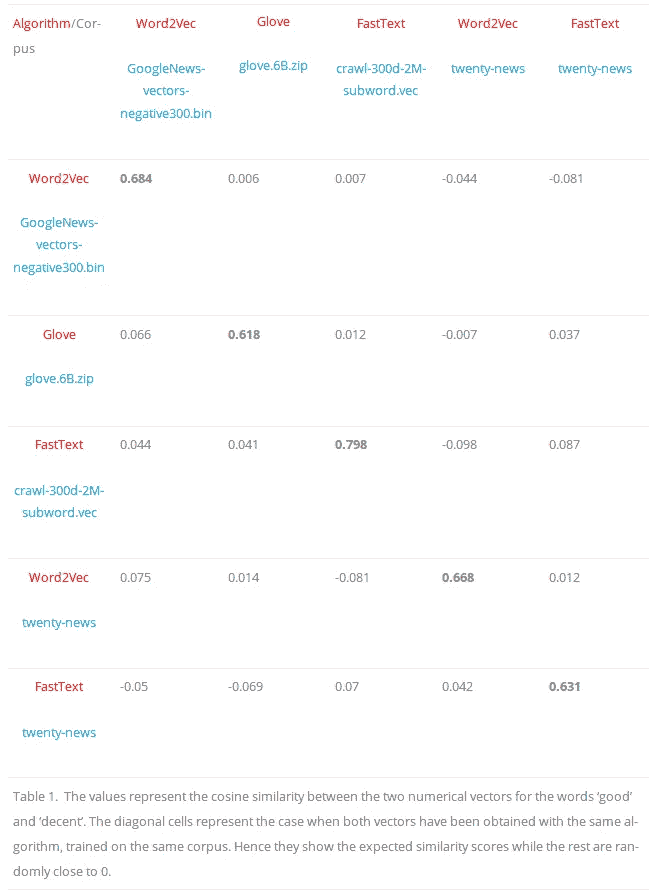 Algorithm/Cor-
pus
Word2Vec Glove FastText Word2Vec FastText
GoogleNews-
vectors-
negative300.bin
glove.6B.zip
crawl-300d-2M-
subword.vec
twenty-news
twenty-news
Word2Vec 0.684 0.006 0.007 -0.044 -0.081
GoogleNews-
vectors-
negative300.bin
Glove 0.066 0.618 0.012 -0.007 0.037
glove.6B.zip
FastText 0.044 0.041 0.798 -0.098 0.087
crawl-300d-2M-
subword.vec
Word2Vec 0.075 0.014 -0.081 0.668 0.012
twenty-news
FastText -0.05 -0.069 0.07 0.042 0.631
twenty-news
Table 1. The values represent the cosine similarity between the two numerical vectors for the words ‘good’
and ‘decent’. The diagonal cells represent the case when both vectors have been obtained with the same al-
gorithm, trained on the same corpus. Hence they show the expected similarity scores while the rest are ran-
domly close to 0.